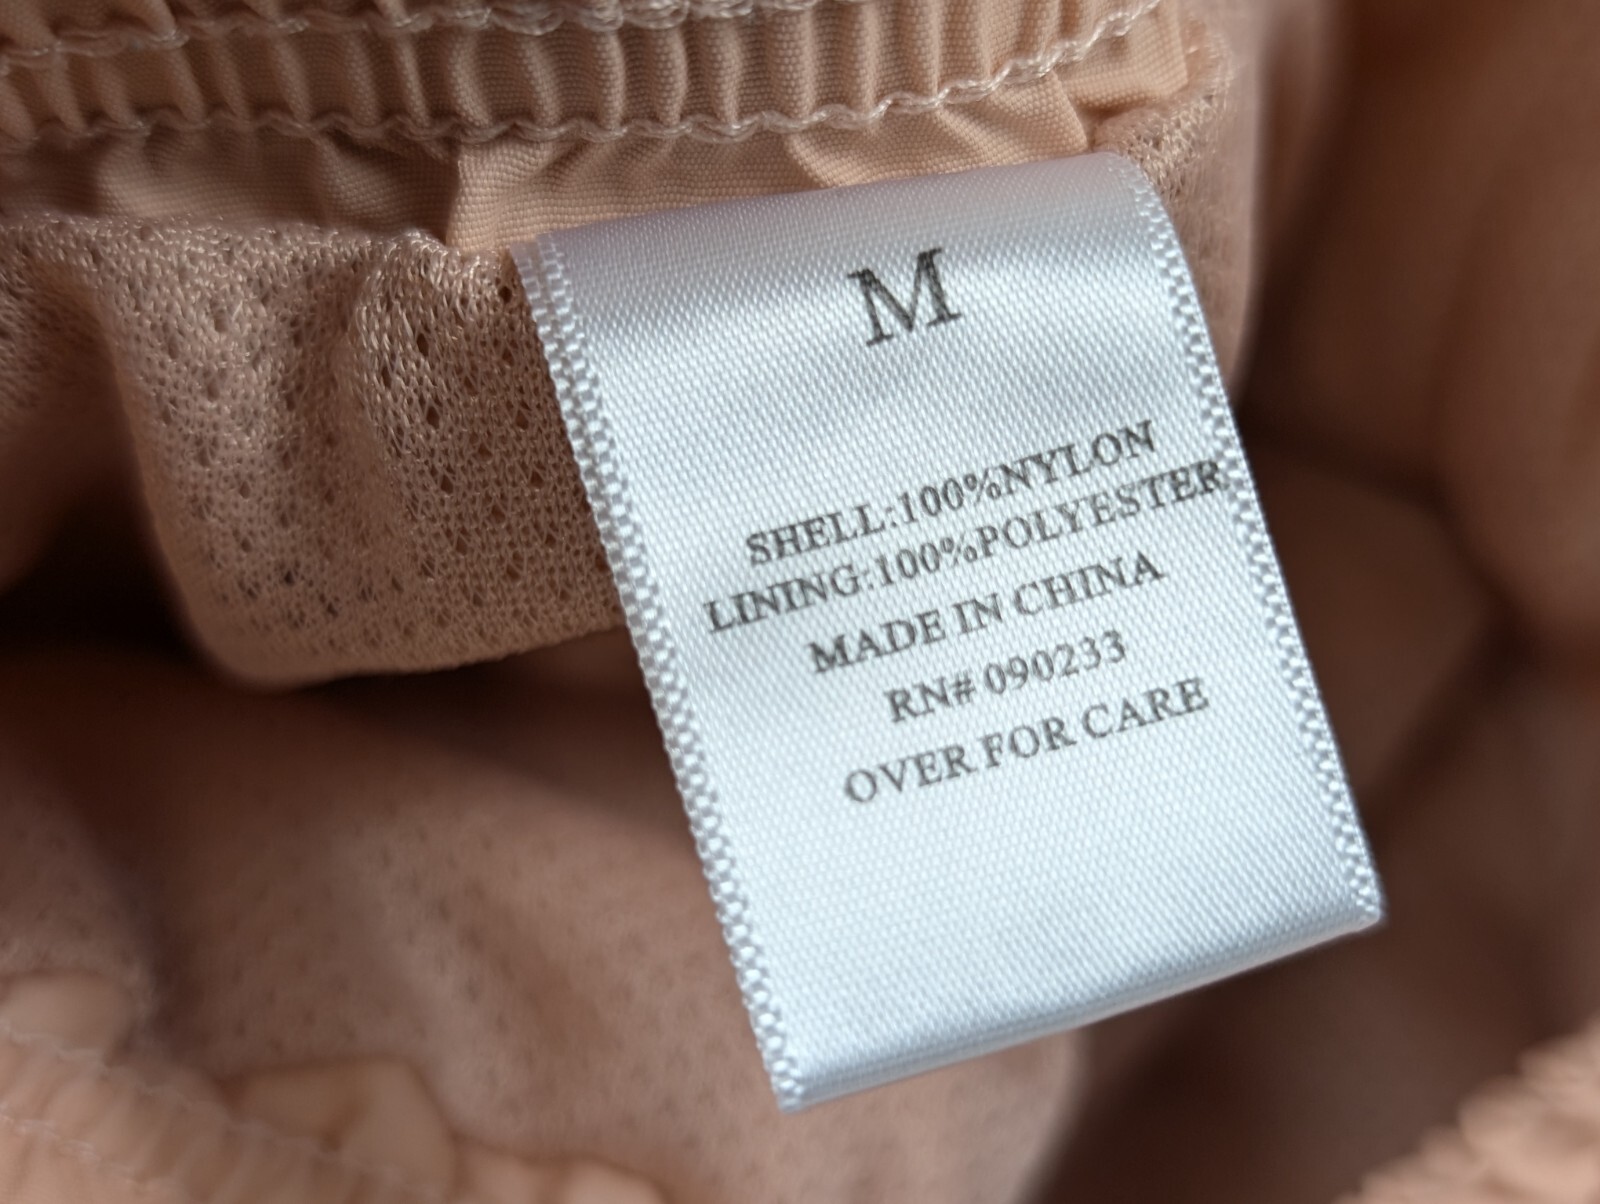 M
SHELL:100%NYLON
LINING:100%POLYESTER
MADE IN CHINA
RN# 090233
OVER FOR CARE